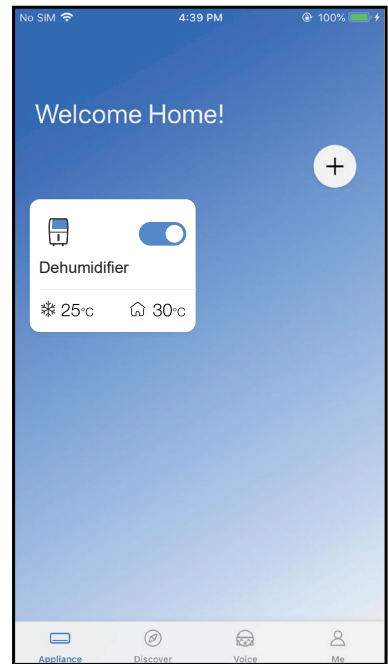 No SIM 4:39 PM 100%
Welcome Home!
+
Dehumidifier
25°C 30°C
Appliance Discover Voice Me